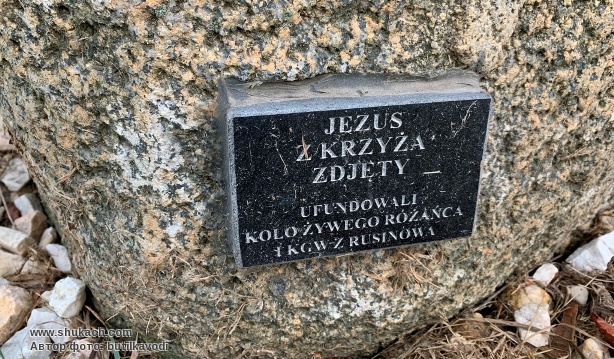 JEZUS
Z KRZYŻA
ZDJĘTY
UFUNDOWALI
KOŁO ŻYWEGO RÓŻAŃCA
I KGW Z RUSINOWA
www.shukach.com
Автор фото: butilkavodi